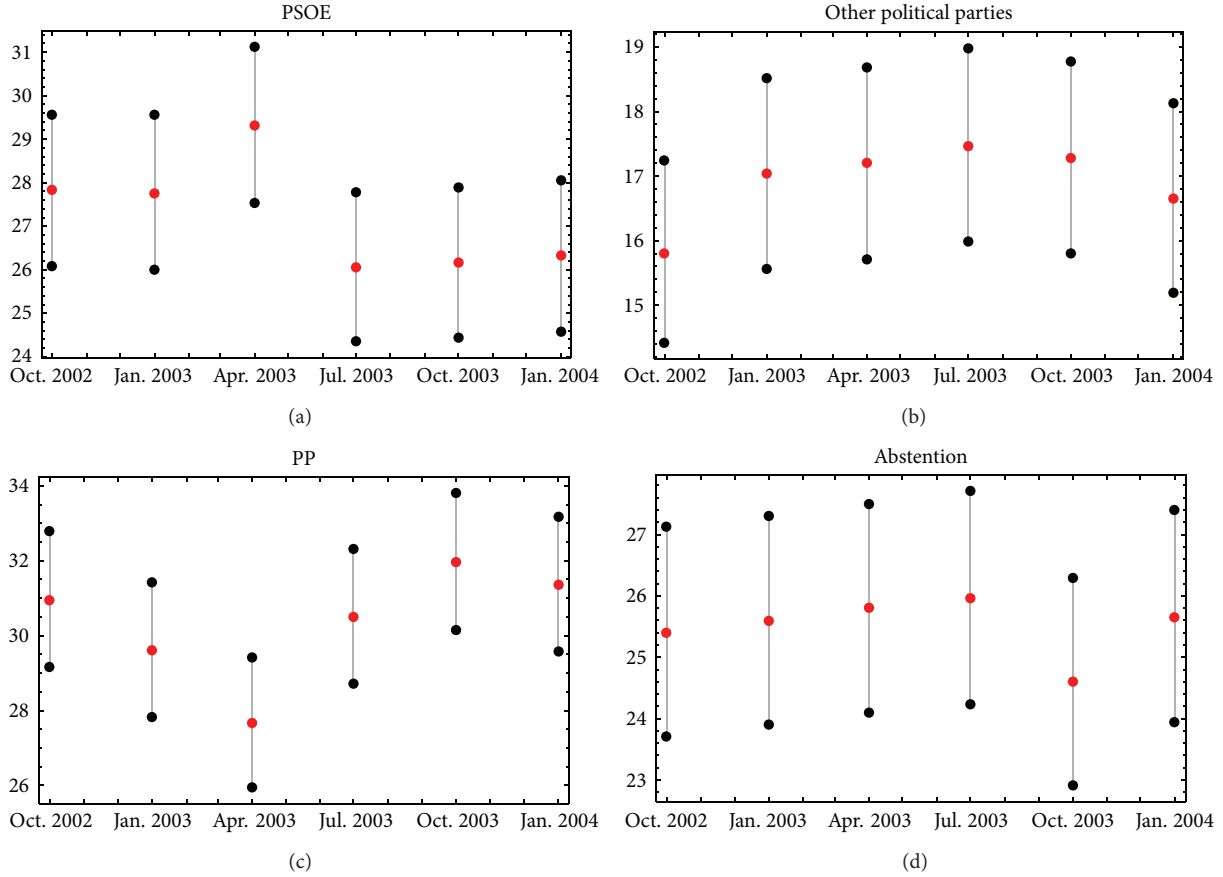 PSOE
31
30
29
28
27
26
25
24
Oct. 2002 Jan. 2003 Apr. 2003 Jul. 2003 Oct. 2003 Jan. 2004
(a)
Other political parties
19
18
17
16
15
Oct. 2002 Jan. 2003 Apr. 2003 Jul. 2003 Oct. 2003 Jan. 2004
(b)
PP
34
32
30
28
26
Oct. 2002 Jan. 2003 Apr. 2003 Jul. 2003 Oct. 2003 Jan. 2004
(c)
Abstention
27
26
25
24
23
Oct. 2002 Jan. 2003 Apr. 2003 Jul. 2003 Oct. 2003 Jan. 2004
(d)